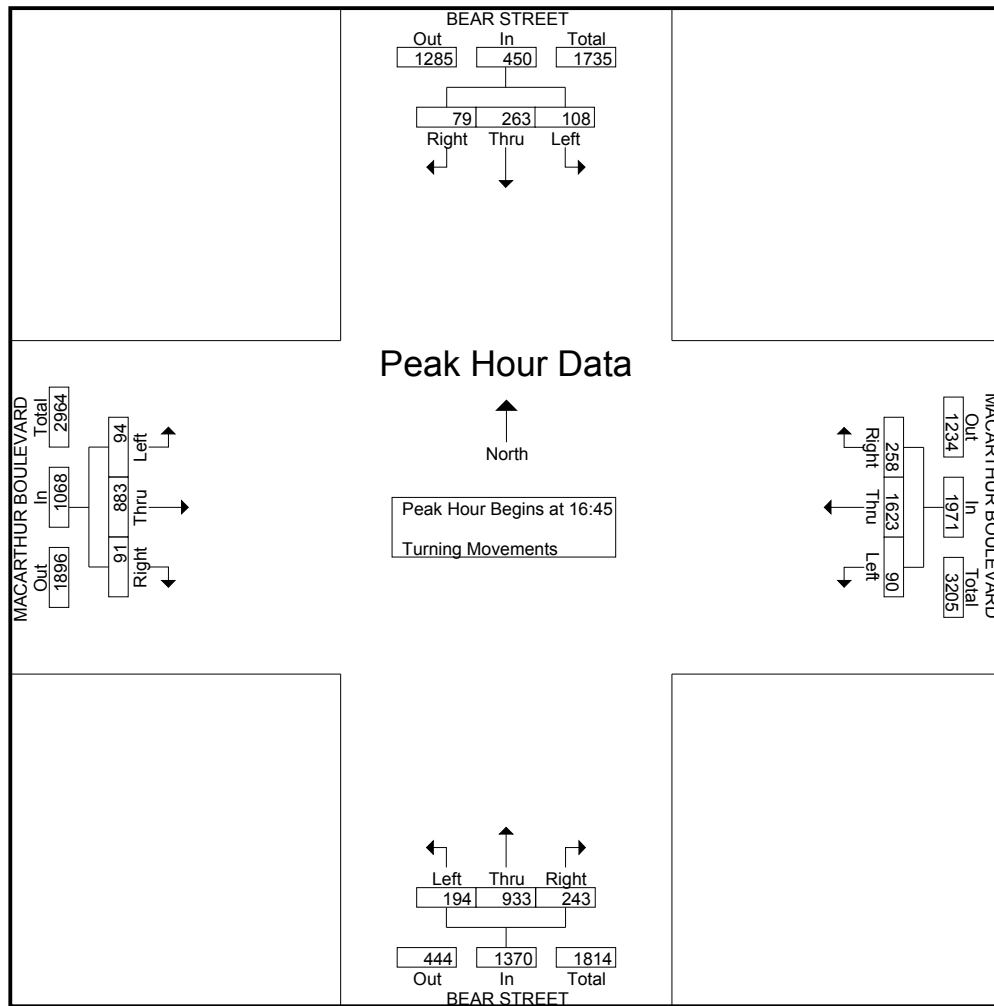 BEAR STREET
Out In Total
1285 450 1735
79 263 108
Right Thru Left
Peak Hour Data
North
Peak Hour Begins at 16:45
Turning Movements
MACARTHUR BOULEVARD
Total In Out
2964 1068 1896
94 883 91
Left Thru Right
MACARTHUR BOULEVARD
Out In Total
1234 1971 3205
258 1623 90
Right Thru Left
Left Thru Right
194 933 243
444 1370 1814
Out In Total
BEAR STREET